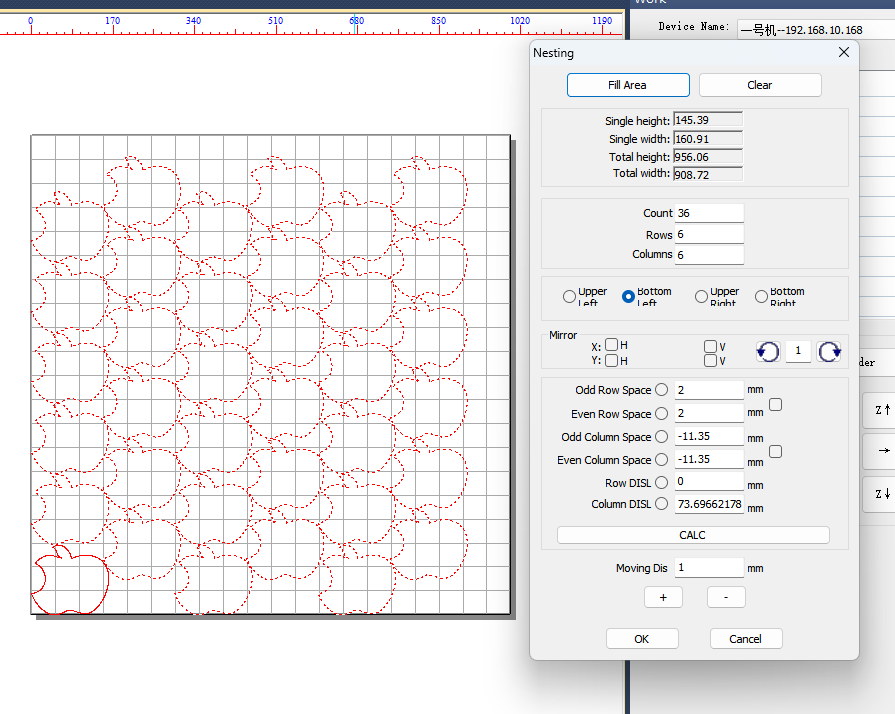 Work
0 170 340 510 680 850 1020 1190
Device Name: 一号机--192.168.10.168
Nesting
Fill Area Clear
Single height: 145.39
Single width: 160.91
Total height: 956.06
Total width: 908.72
Count 36
Rows 6
Columns 6
Upper Left Bottom Left Upper Right Bottom Right
Mirror
X: H V
Y: H V
1
der
Odd Row Space 2 mm
Even Row Space 2 mm
Z↑
Odd Column Space -11.35 mm
→
Even Column Space -11.35 mm
Row DISL 0 mm
Z↓
Column DISL 73.69662178 mm
CALC
Moving Dis 1 mm
+ -
OK Cancel